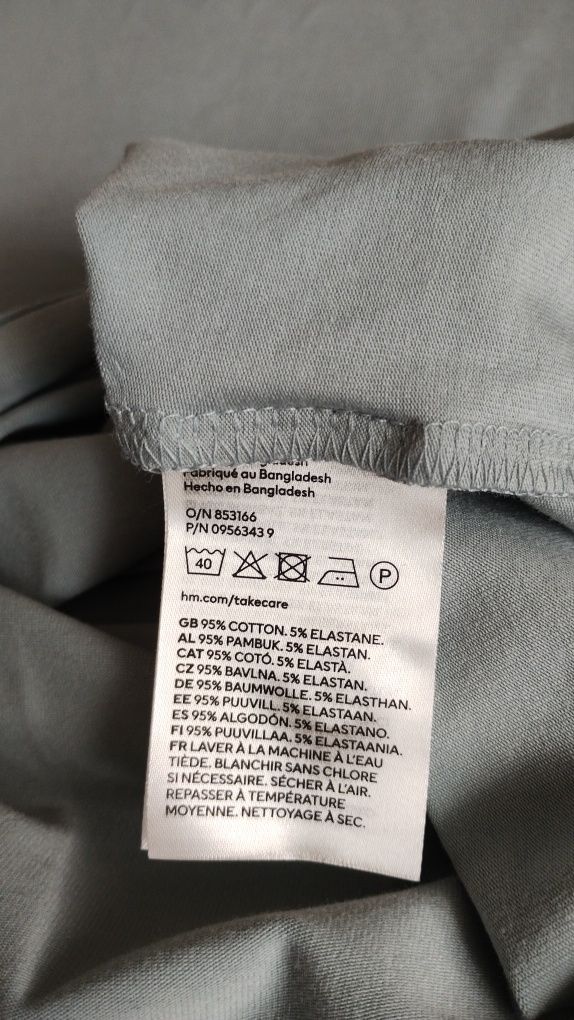 Fabriqué au Bangladesh
Hecho en Bangladesh
O/N 853166
P/N 0956343 9
40 P
hm.com/takecare
GB 95% COTTON. 5% ELASTANE.
AL 95% PAMBUK. 5% ELASTAN.
CAT 95% COTÓ. 5% ELASTÀ.
CZ 95% BAVLNA. 5% ELASTAN.
DE 95% BAUMWOLLE. 5% ELASTHAN.
EE 95% PUUVILL. 5% ELASTAAN.
ES 95% ALGODÓN. 5% ELASTANO.
FI 95% PUUVILLAA. 5% ELASTAANIA.
FR LAVER À LA MACHINE À L'EAU
TIÈDE. BLANCHIR SANS CHLORE
SI NÉCESSAIRE. SÉCHER À L'AIR.
REPASSER À TEMPÉRATURE
MOYENNE. NETTOYAGE À SEC.